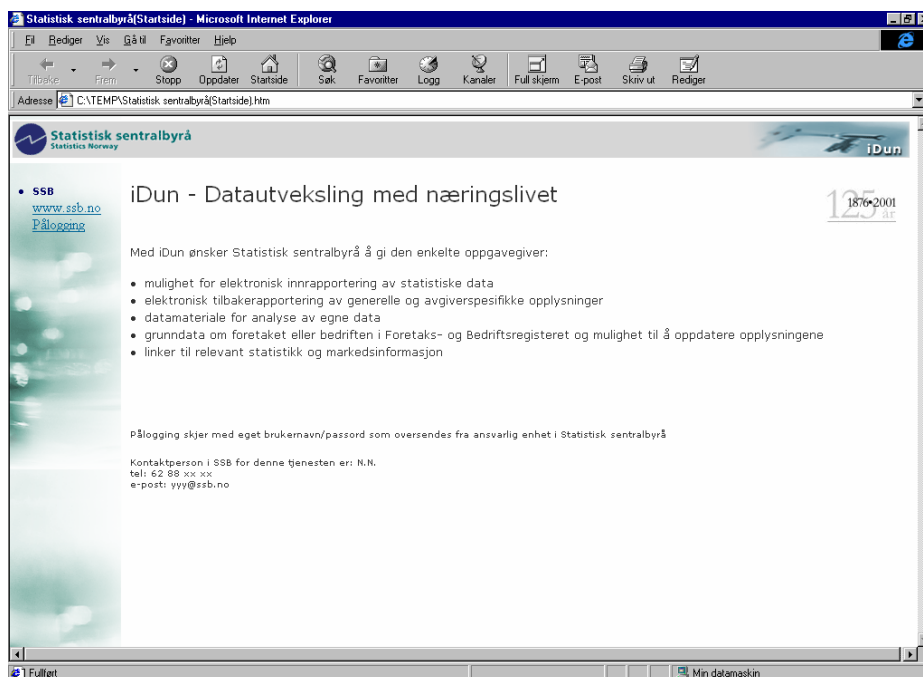 Statistisk sentralbyrå(Startside) - Microsoft Internet Explorer
Fil Rediger Vis Gå til Favoritter Hjelp
Tilbake Frem Stopp Oppdater Startside Søk Favoritter Logg Kanaler Full skjerm E-post Skriv ut Rediger
Adresse C:\TEMP\Statistisk sentralbyrå(Startside).htm
Statistisk sentralbyrå
Statistics Norway
iDun
SSB
www.ssb.no
Pålogging
iDun - Datautveksling med næringslivet
125 år
1876•2001
Med iDun ønsker Statistisk sentralbyrå å gi den enkelte oppgavegiver:
• mulighet for elektronisk innrapportering av statistiske data
• elektronisk tilbakerapportering av generelle og avgiverspesifikke opplysninger
• datamateriale for analyse av egne data
• grunndata om foretaket eller bedriften i Foretaks- og Bedriftsregisteret og mulighet til å oppdatere opplysningene
• linker til relevant statistikk og markedsinformasjon
Pålogging skjer med eget brukernavn/passord som oversendes fra ansvarlig enhet i Statistisk sentralbyrå
Kontaktperson i SSB for denne tjenesten er: N.N.
tel: 62 88 xx xx
e-post: yyy@ssb.no
Fullført
Min datamaskin